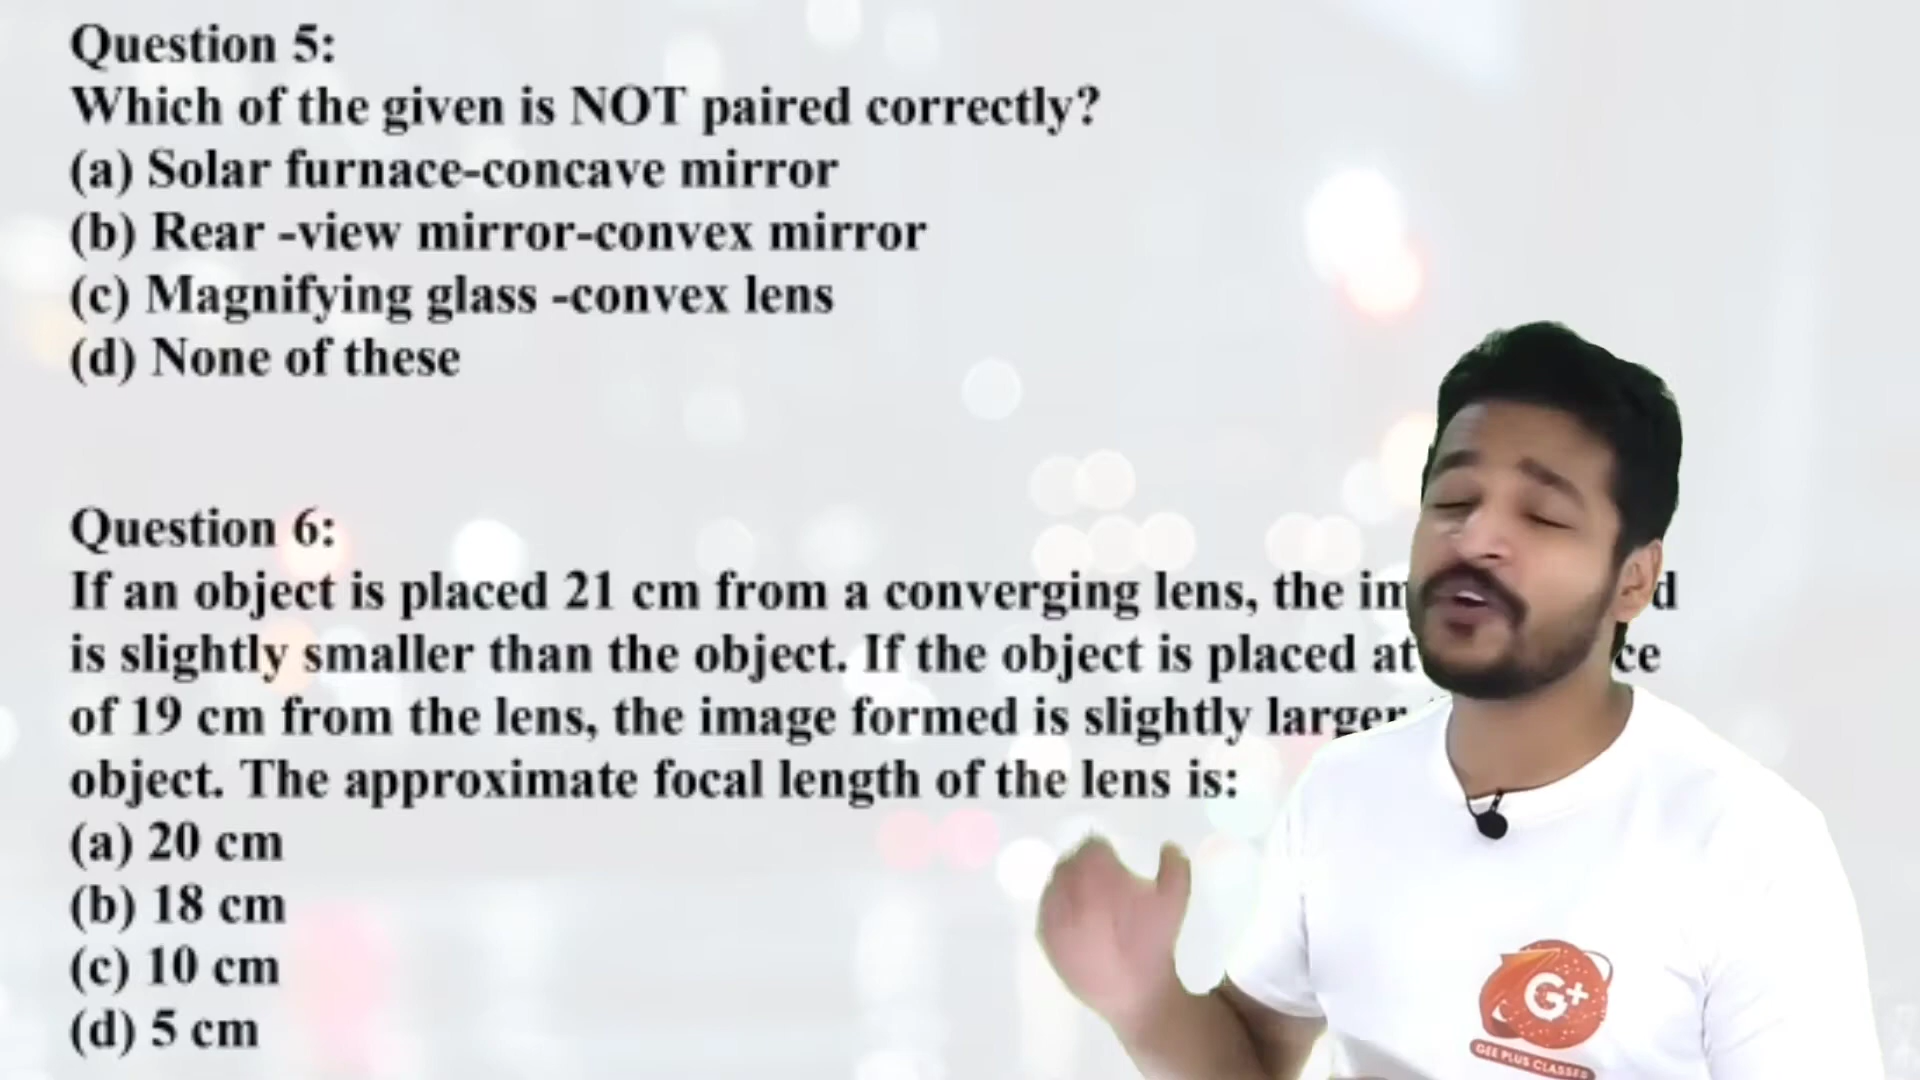 Question 5:
Which of the given is NOT paired correctly?
(a) Solar furnace-concave mirror
(b) Rear -view mirror-convex mirror
(c) Magnifying glass -convex lens
(d) None of these
Question 6:
If an object is placed 21 cm from a converging lens, the
is slightly smaller than the object. If the object is placed at
of 19 cm from the lens, the image formed is slightly larger
object. The approximate focal length of the lens is:
(a) 20 cm
(b) 18 cm
(c) 10 cm
(d) 5 cm
G+
GEE PLUS CLASSES